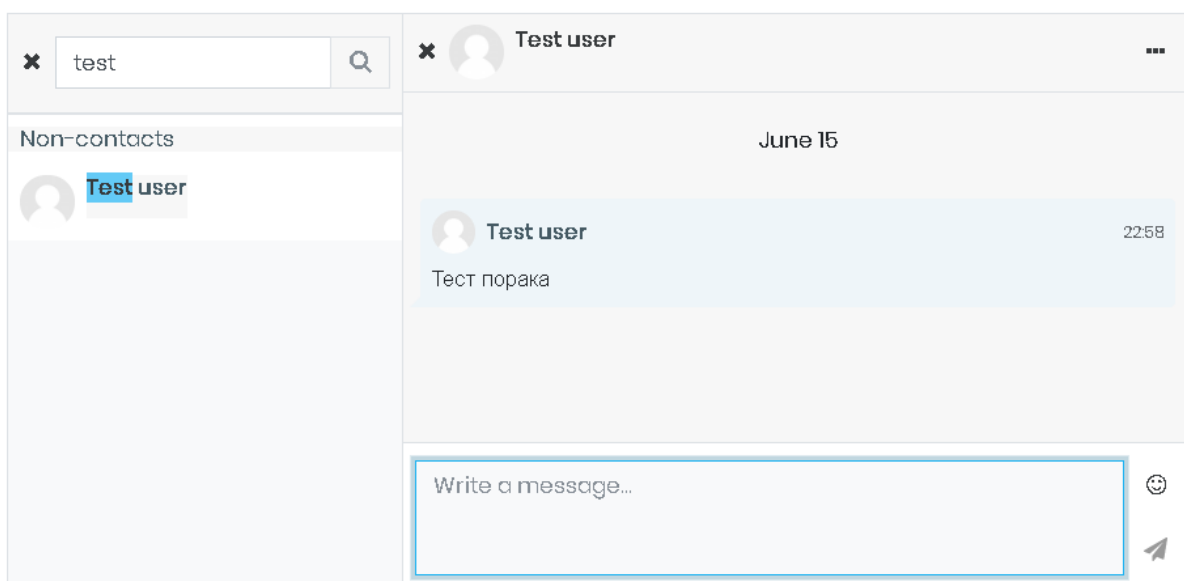 test
Non-contacts
Test user
Test user
June 15
Test user
22:58
Тест порака
Write a message...